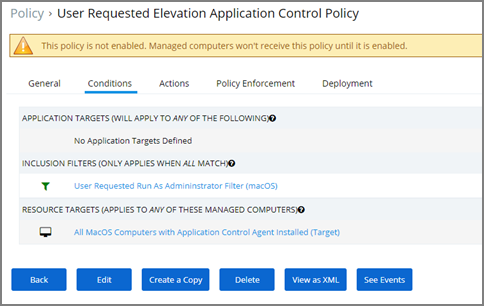 Policy › User Requested Elevation Application Control Policy
This policy is not enabled. Managed computers won't receive this policy until it is enabled.
General Conditions Actions Policy Enforcement Deployment
APPLICATION TARGETS (WILL APPLY TO ANY OF THE FOLLOWING)
No Application Targets Defined
INCLUSION FILTERS (ONLY APPLIES WHEN ALL MATCH)
User Requested Run As Admininstrator Filter (macOS)
RESOURCE TARGETS (APPLIES TO ANY OF THESE MANAGED COMPUTERS)
All MacOS Computers with Application Control Agent Installed (Target)
Back Edit Create a Copy Delete View as XML See Events